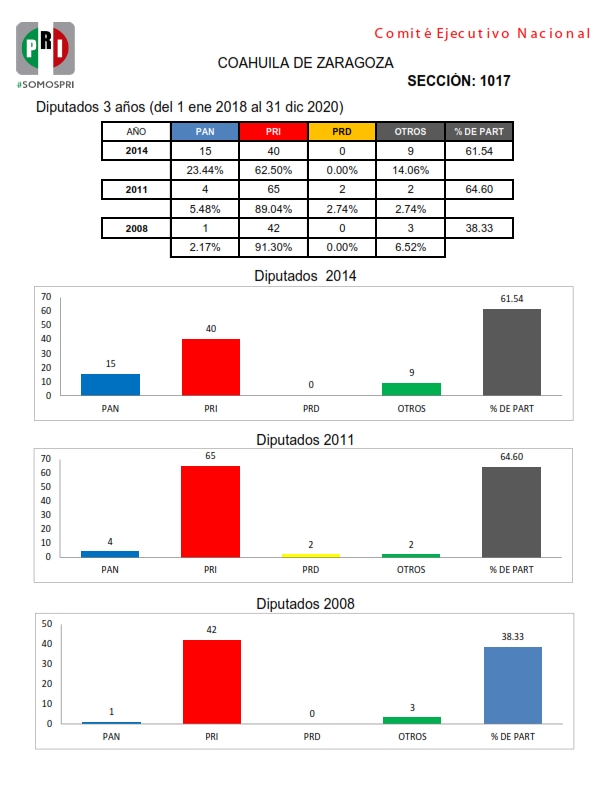 Comité Ejecutivo Nacional
PRI
#SOMOSPRI
COAHUILA DE ZARAGOZA
SECCIÓN: 1017
Diputados 3 años (del 1 ene 2018 al 31 dic 2020)
AÑO PAN PRI PRD OTROS % DE PART
2014 15 40 0 9 61.54
23.44% 62.50% 0.00% 14.06%
2011 4 65 2 2 64.60
5.48% 89.04% 2.74% 2.74%
2008 1 42 0 3 38.33
2.17% 91.30% 0.00% 6.52%
Diputados 2014
70
60
50
40
30
20
10
0
15 40 0 9 61.54
PAN PRI PRD OTROS % DE PART
Diputados 2011
70
60
50
40
30
20
10
0
4 65 2 2 64.60
PAN PRI PRD OTROS % DE PART
Diputados 2008
50
40
30
20
10
0
1 42 0 3 38.33
PAN PRI PRD OTROS % DE PART